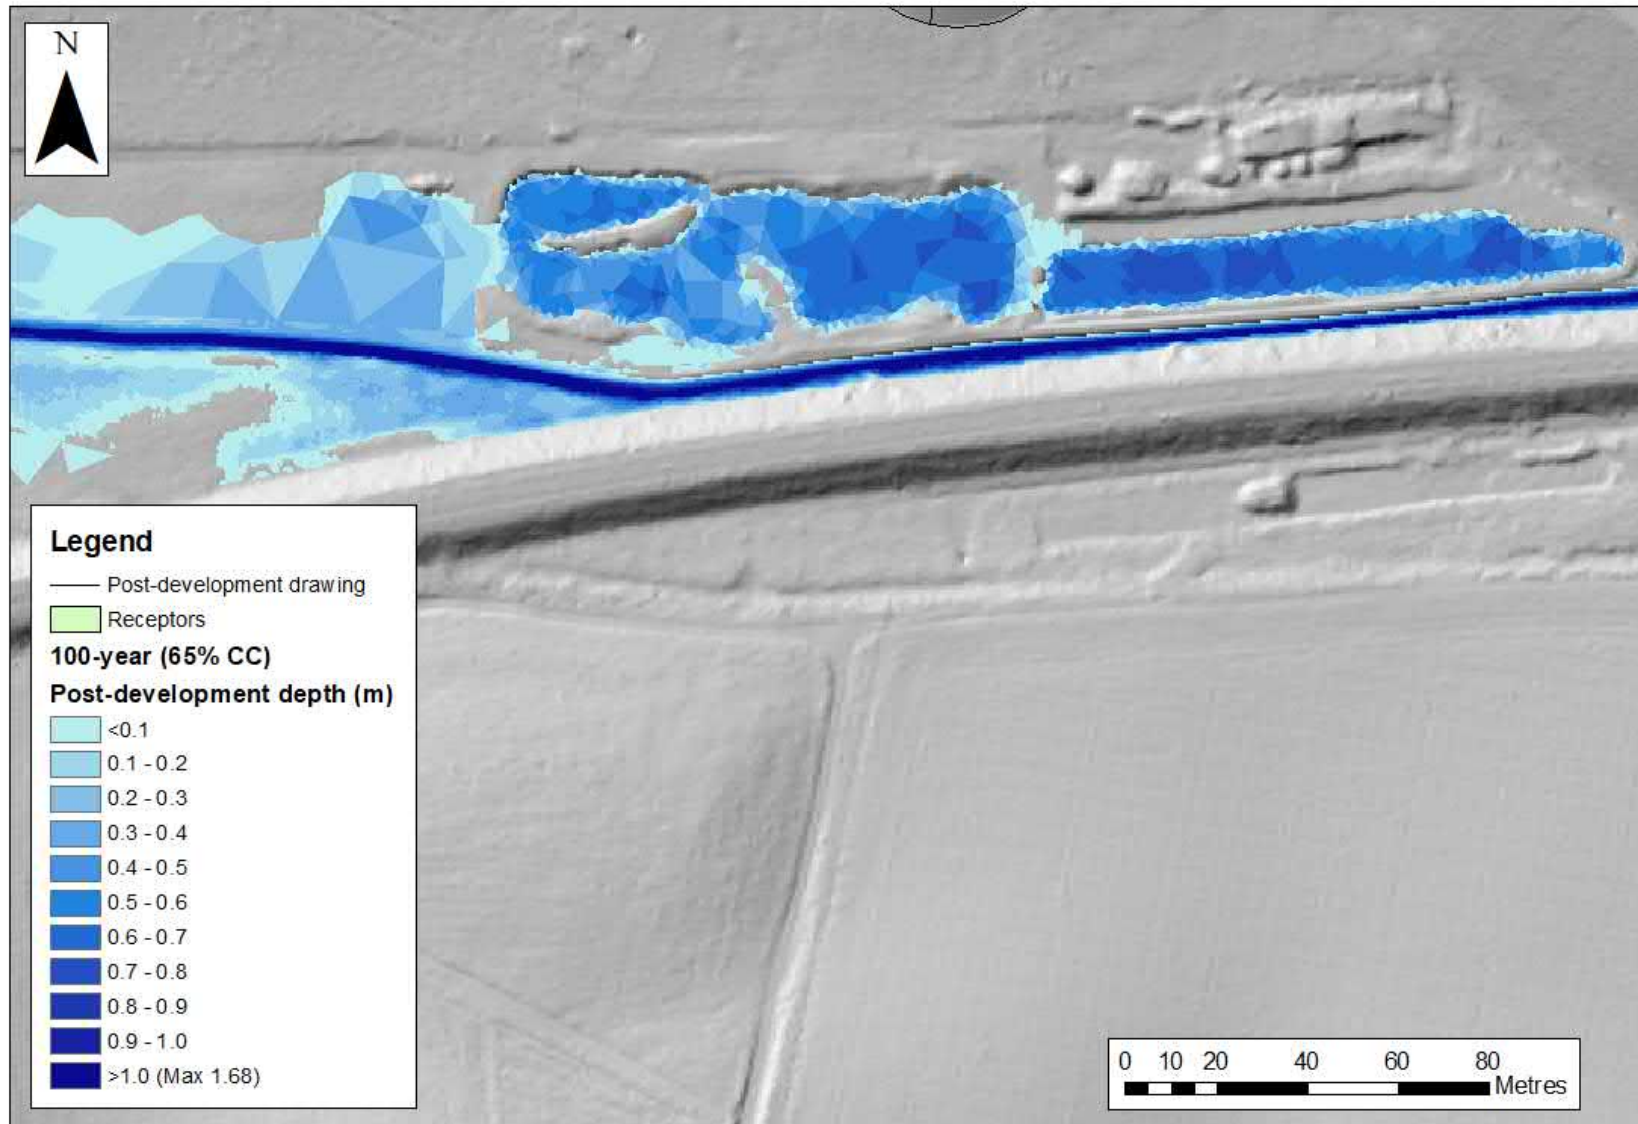 N
Legend
Post-development drawing
Receptors
100-year (65% CC)
Post-development depth (m)
<0.1
0.1 - 0.2
0.2 - 0.3
0.3 - 0.4
0.4 - 0.5
0.5 - 0.6
0.6 - 0.7
0.7 - 0.8
0.8 - 0.9
0.9 - 1.0
>1.0 (Max 1.68)
0 10 20 40 60 80
Metres